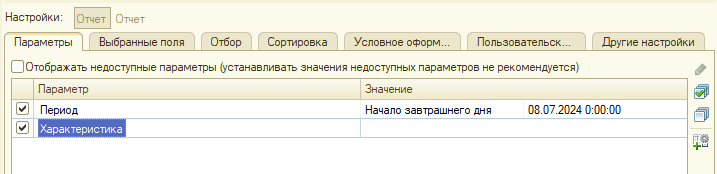 Настройки: Отчет Отчет
Параметры Выбранные поля Отбор Сортировка Условное оформ... Пользовательск... Другие настройки
Отображать недоступные параметры (устанавливать значения недоступных параметров не рекомендуется)
Параметр Значение
Период Начало завтрашнего дня 08.07.2024 0:00:00
Характеристика